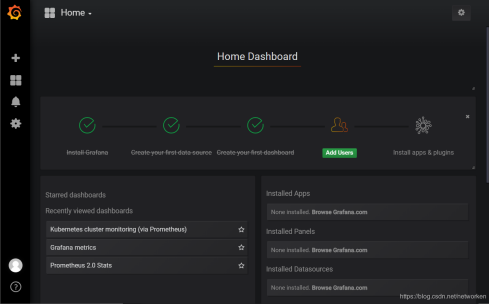 Home
Home Dashboard
Install Grafana
Create your first data source
Create your first dashboard
Add Users
Install apps & plugins
Starred dashboards
Recently viewed dashboards
Kubernetes cluster monitoring (via Prometheus)
Grafana metrics
Prometheus 2.0 Stats
Installed Apps
None installed. Browse Grafana.com
Installed Panels
None installed. Browse Grafana.com
Installed Datasources
None installed. Browse Grafana.com
https://blog.csdn.net/networken